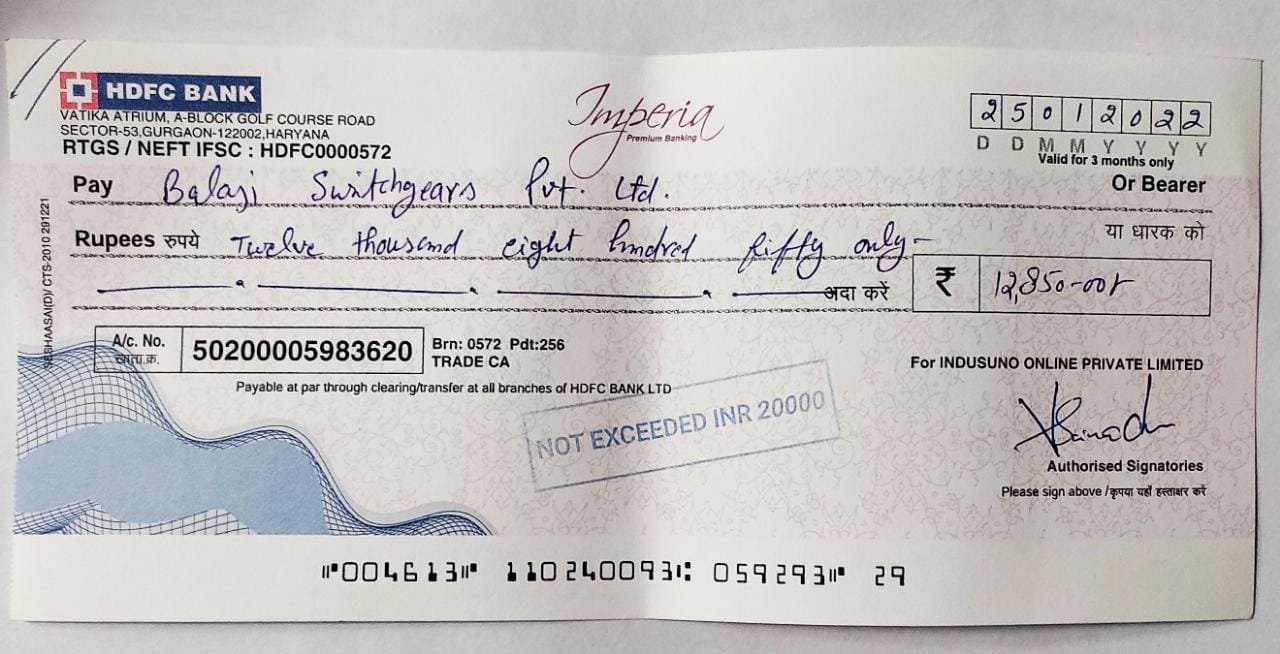 HDFC BANK
VATIKA ATRIUM, A-BLOCK GOLF COURSE ROAD
SECTOR-53,GURGAON-122002,HARYANA
RTGS / NEFT IFSC : HDFC0000572
Imperia
Premium Banking
2 5 0 1 2 0 2 2
D D M M Y Y Y Y
Valid for 3 months only
Pay Balaji Switchgears Pvt. Ltd. Or Bearer
Rupees रुपये Twelve thousand eight hundred fifty only- या धारक को
अदा करें ₹ 12,850-00
A/c. No. 50200005983620 Brn: 0572 Pdt:256
खाता.क्र. TRADE CA
Payable at par through clearing/transfer at all branches of HDFC BANK LTD
NOT EXCEEDED INR 20000
For INDUSUNO ONLINE PRIVATE LIMITED
Authorised Signatories
Please sign above /कृपया यहाँ हस्ताक्षर करें
CTS-2010 291221
⑈004613⑈ 110240093⑆ 059293⑈ 29